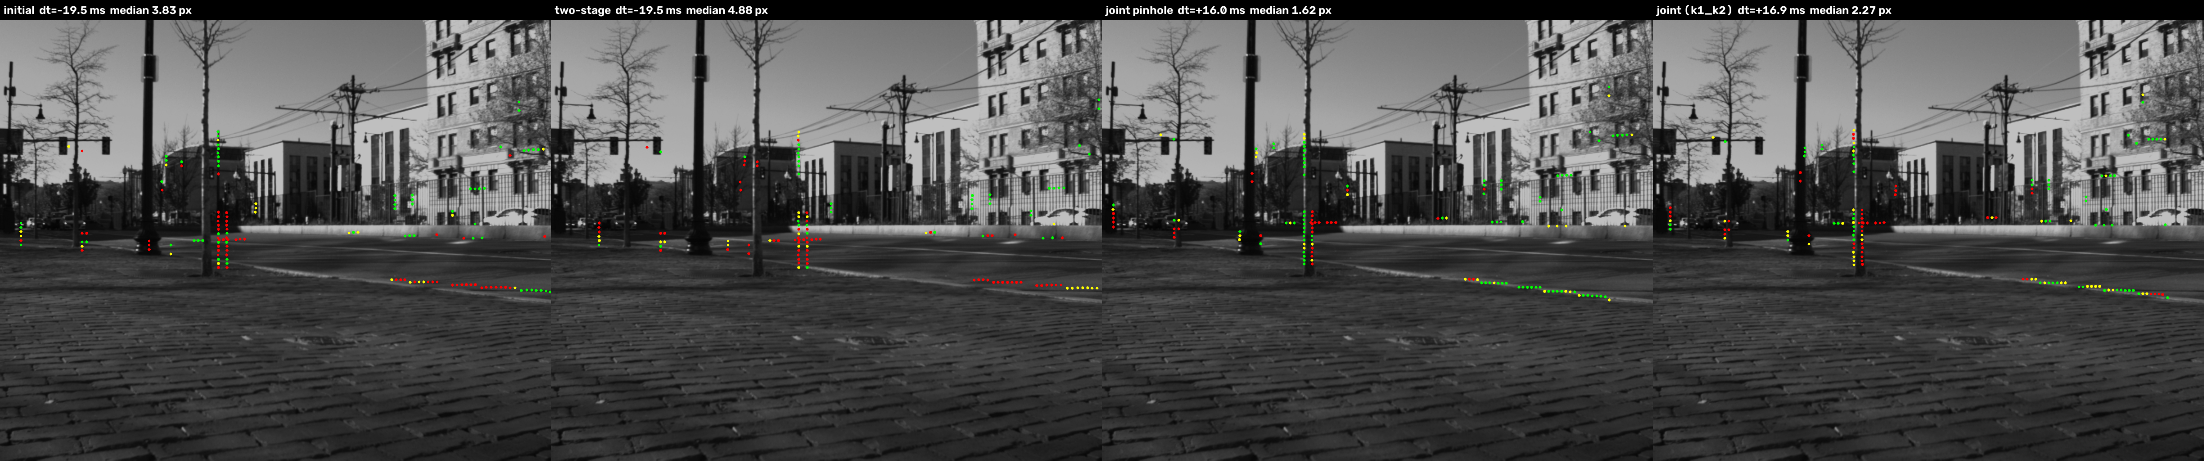 initial dt=-19.5 ms median 3.83 px
two-stage dt=-19.5 ms median 4.88 px
joint pinhole dt=+16.0 ms median 1.62 px
joint (k1_k2) dt=+16.9 ms median 2.27 px